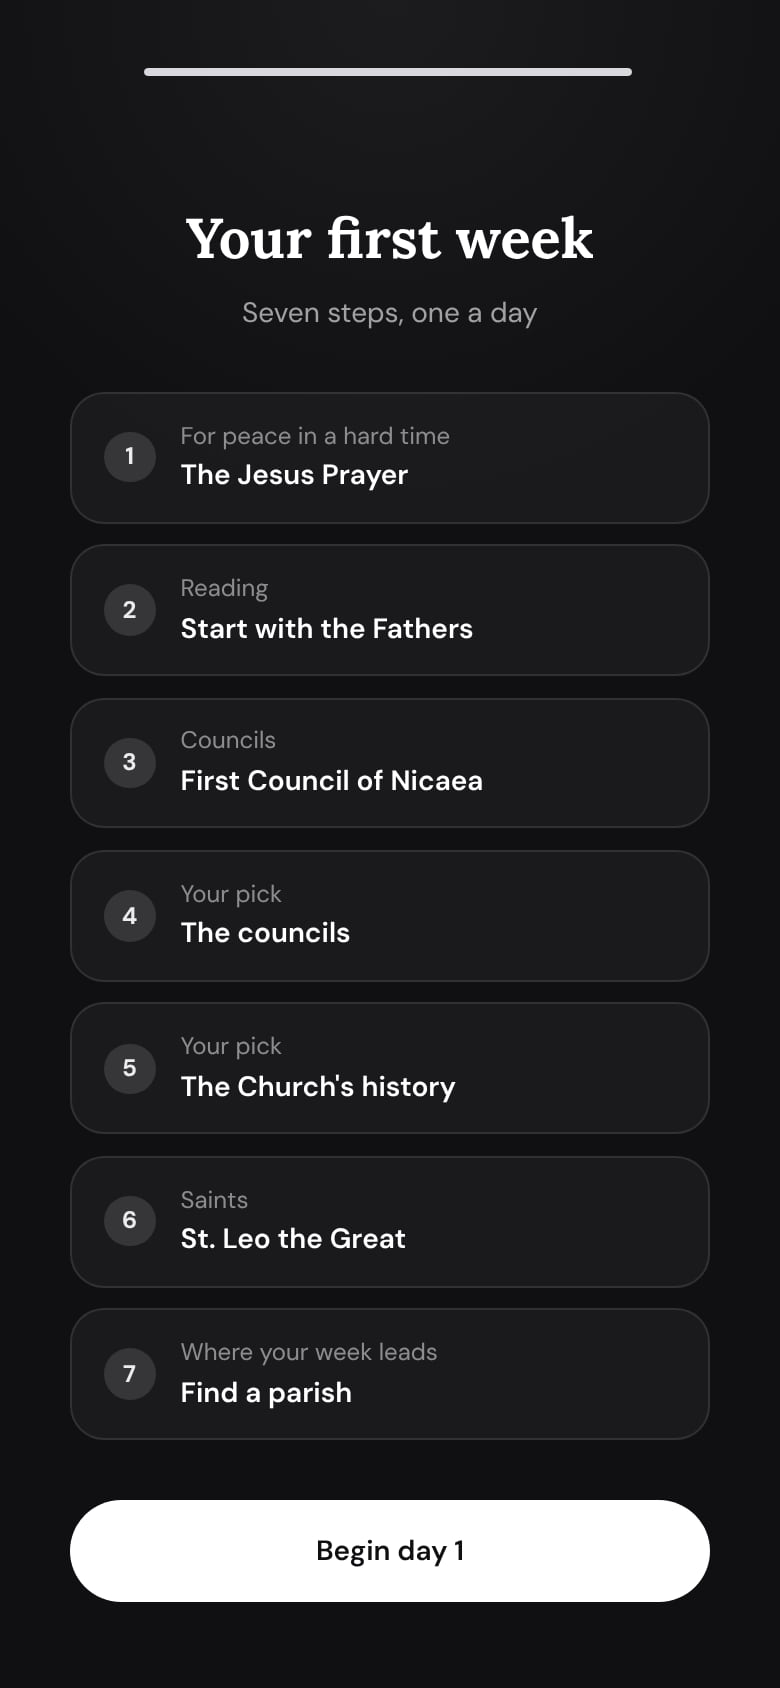 Your first week
Seven steps, one a day
1
For peace in a hard time
The Jesus Prayer
2
Reading
Start with the Fathers
3
Councils
First Council of Nicaea
4
Your pick
The councils
5
Your pick
The Church's history
6
Saints
St. Leo the Great
7
Where your week leads
Find a parish
Begin day 1